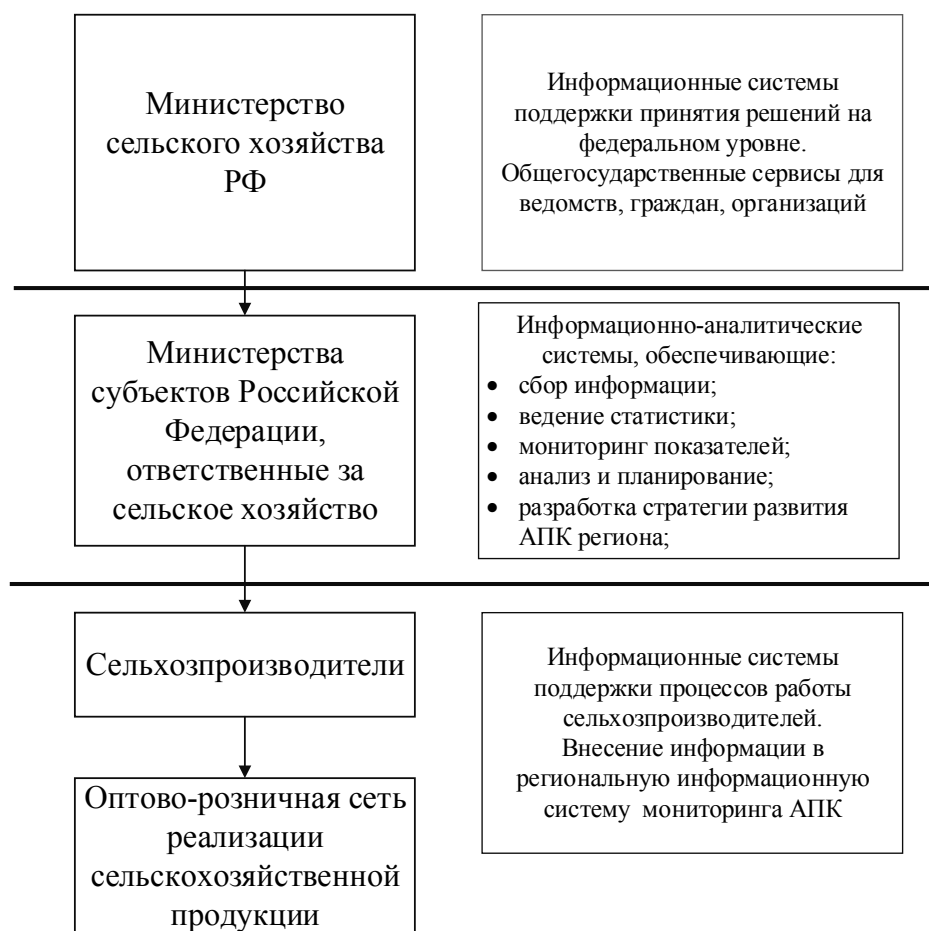 Министерство
сельского хозяйства
РФ
Информационные системы
поддержки принятия решений на
федеральном уровне.
Общегосударственные сервисы для
ведомств, граждан, организаций
Министерства
субъектов Российской
Федерации,
ответственные за
сельское хозяйство
Информационно-аналитические
системы, обеспечивающие:
• сбор информации;
• ведение статистики;
• мониторинг показателей;
• анализ и планирование;
• разработка стратегии развития
АПК региона;
Сельхозпроизводители
Оптово-розничная сеть
реализации
сельскохозяйственной
продукции
Информационные системы
поддержки процессов работы
сельхозпроизводителей.
Внесение информации в
региональную информационную
систему мониторинга АПК